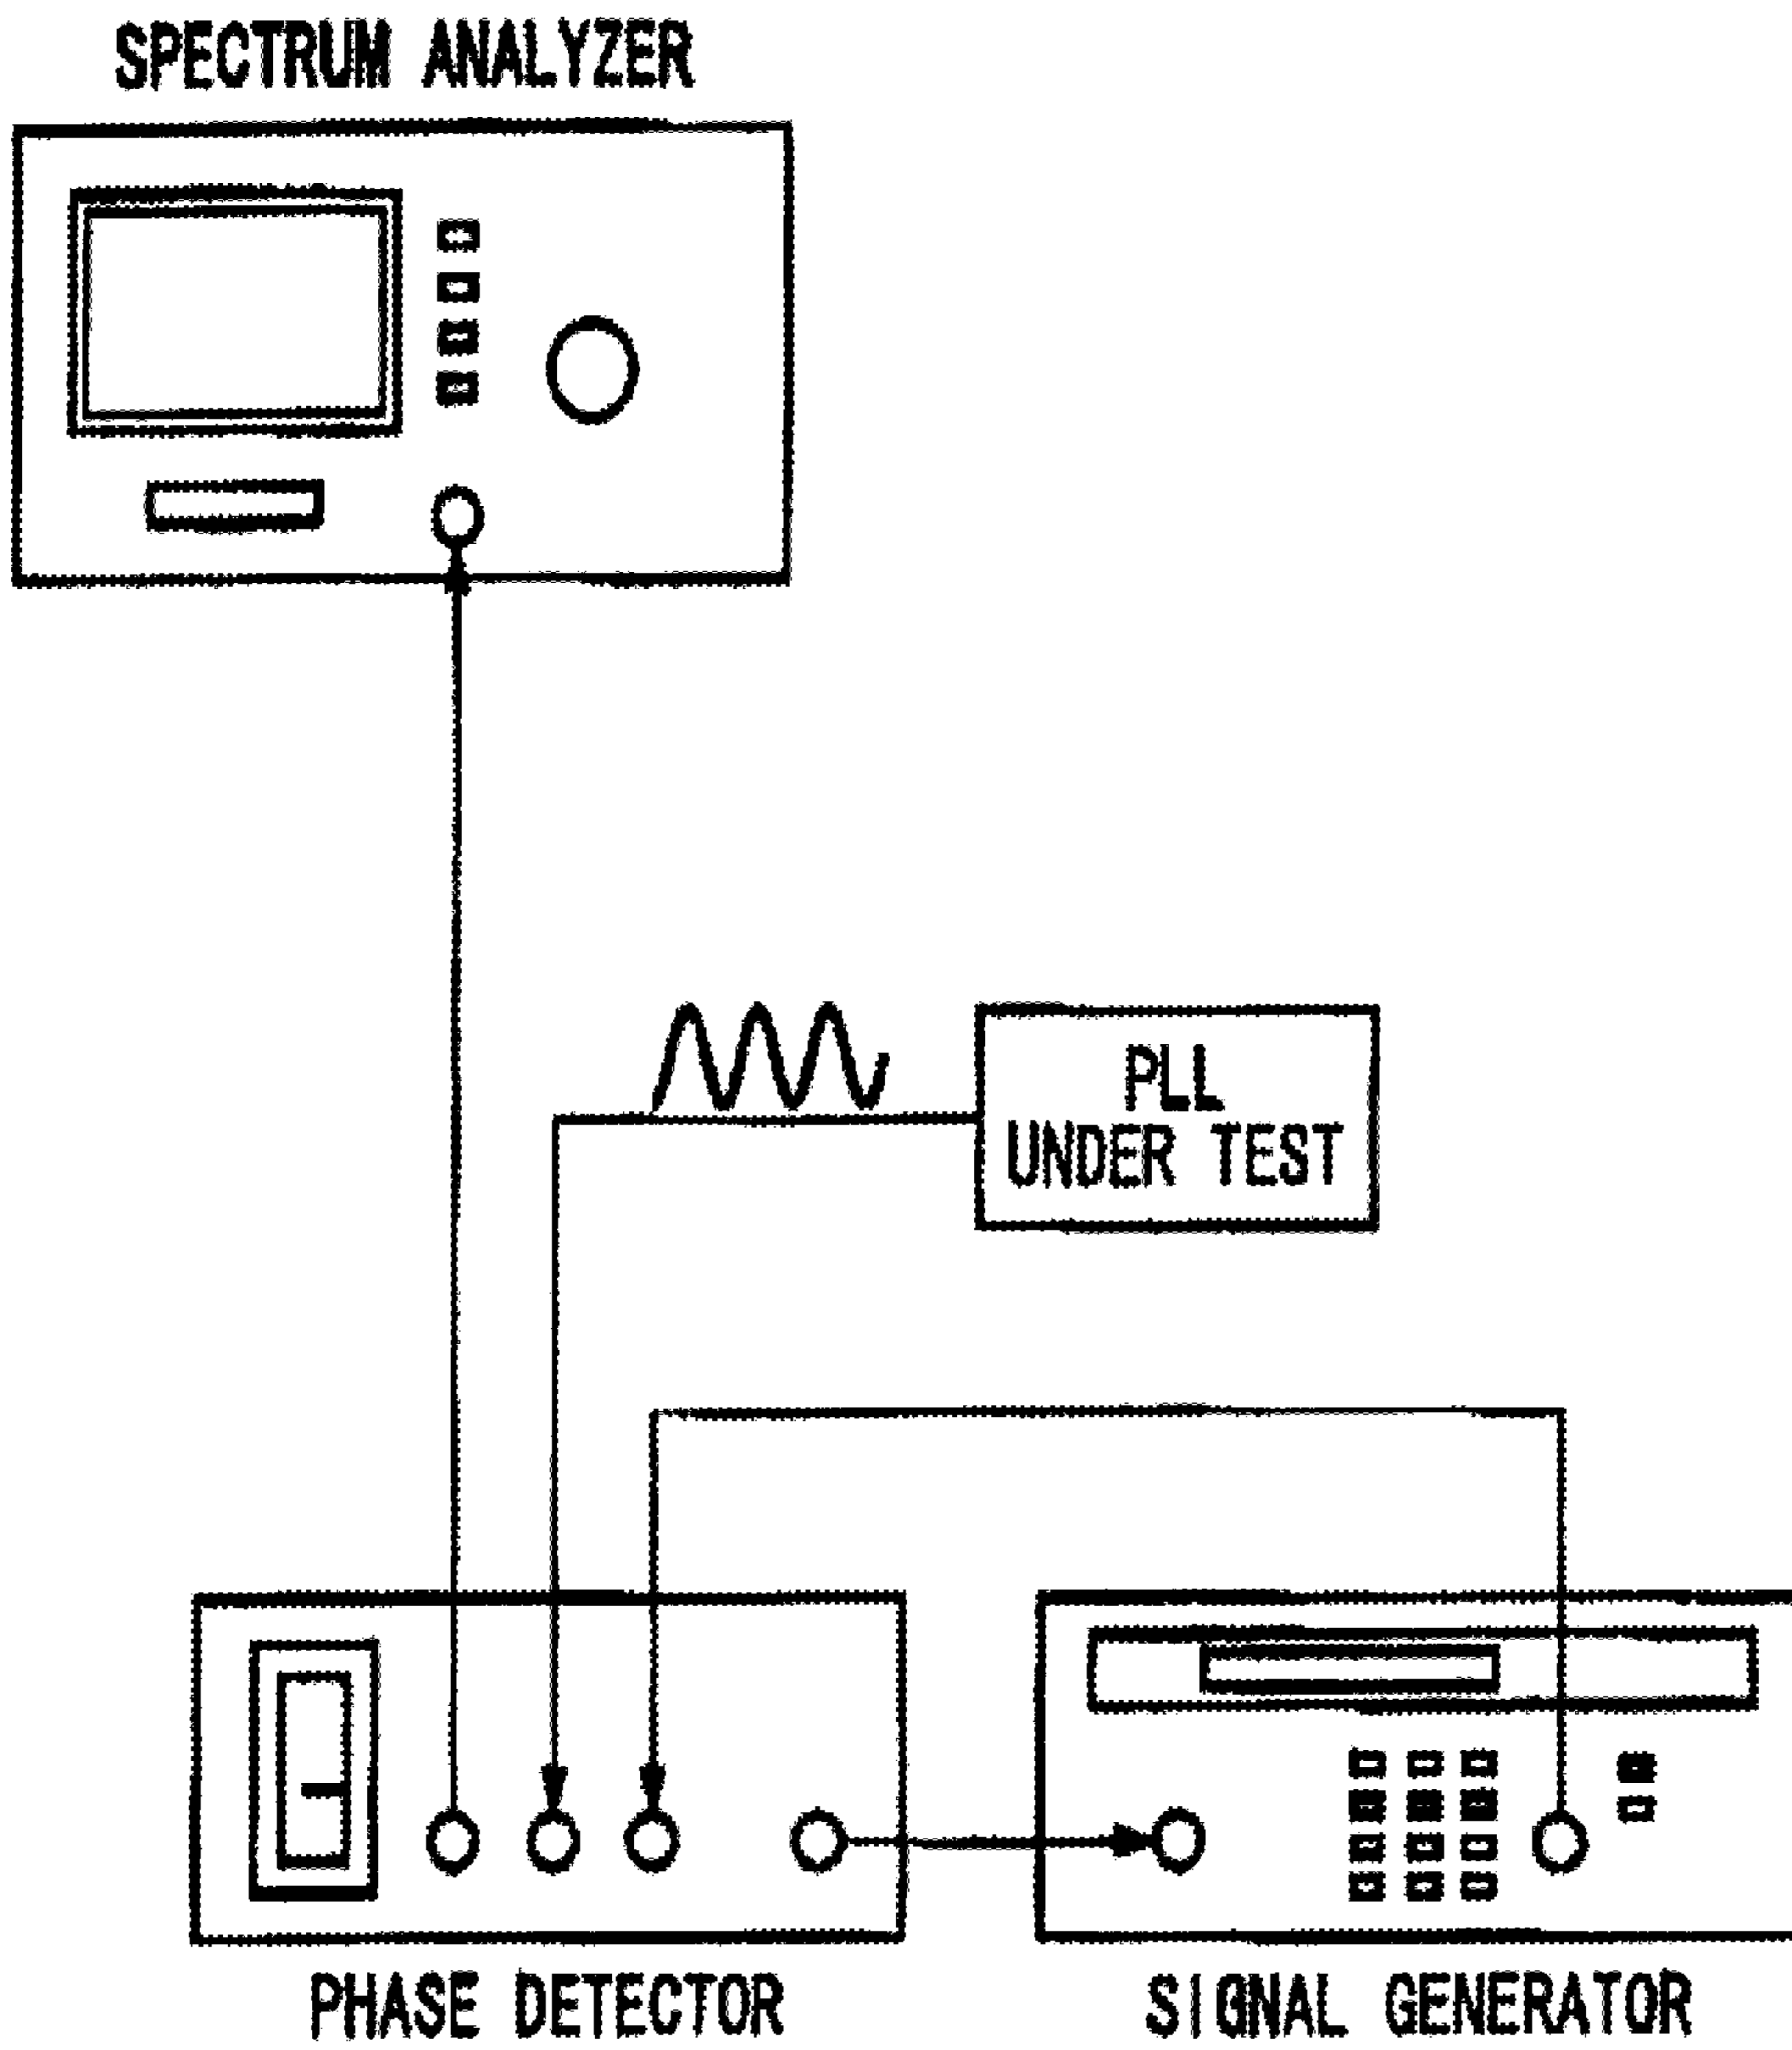 SPECTRUM ANALYZER
PLL
UNDER TEST
PHASE DETECTOR
SIGNAL GENERATOR